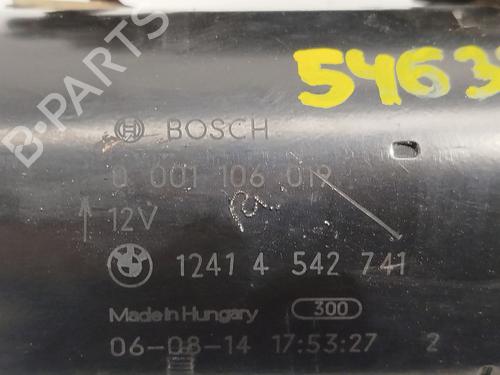 B-PARTS
5463
BOSCH
0 001 106 019
12V
1241 4 542 741
Made in Hungary 300
06-08-14 17:53:27 2